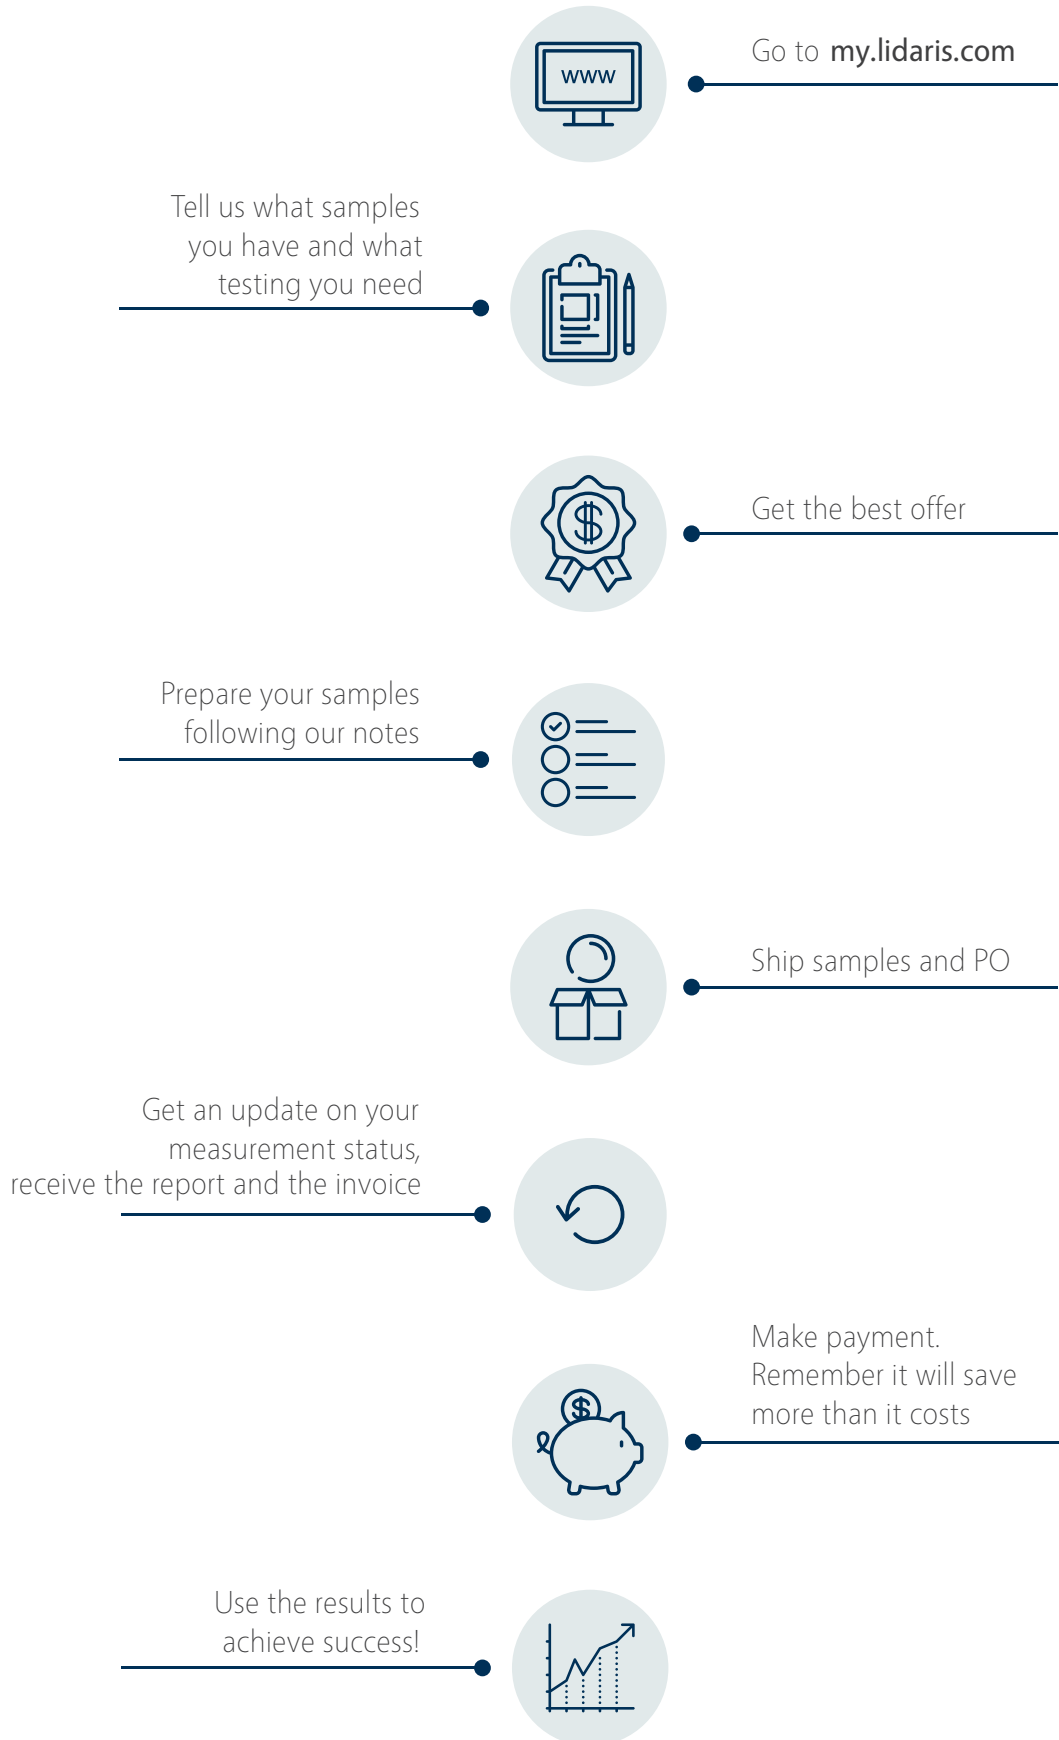 www
Go to my.lidaris.com
Tell us what samples
you have and what
testing you need
$
Get the best offer
Prepare your samples
following our notes
Ship samples and PO
Get an update on your
measurement status,
receive the report and the invoice
Make payment.
Remember it will save
more than it costs
$
Use the results to
achieve success!